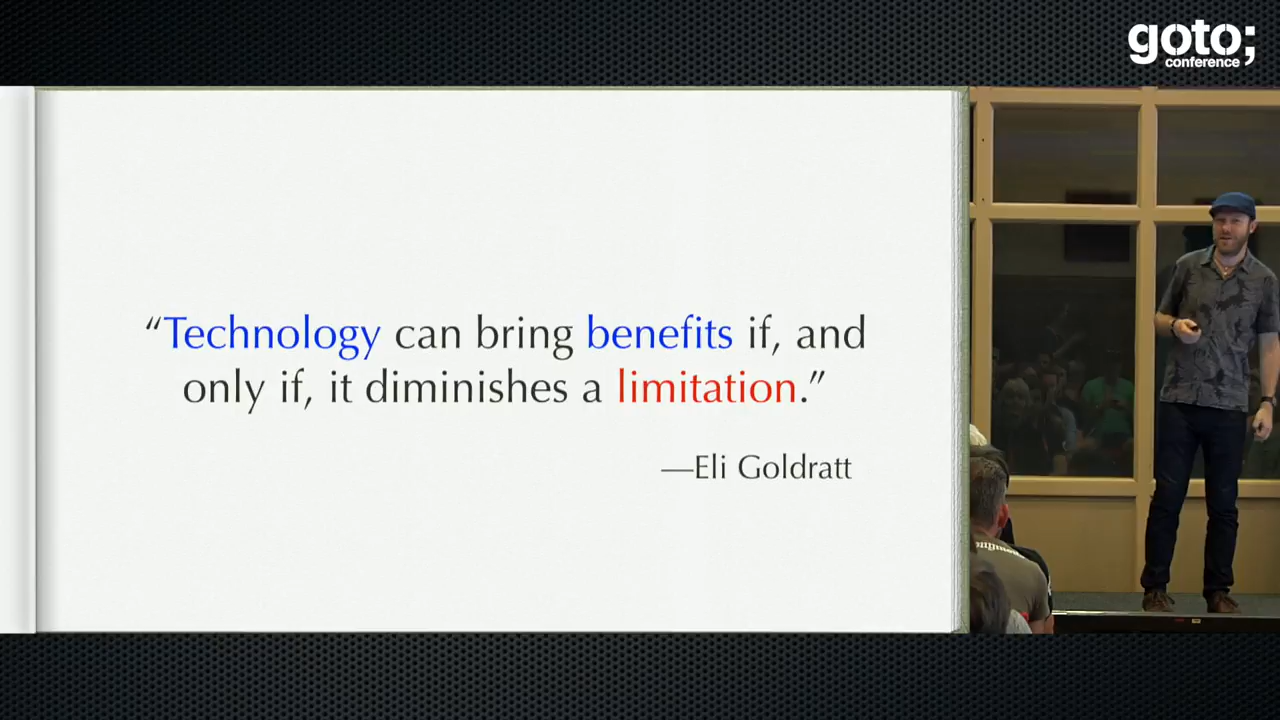 goto;
conference
“Technology can bring benefits if, and
only if, it diminishes a limitation.”
—Eli Goldratt